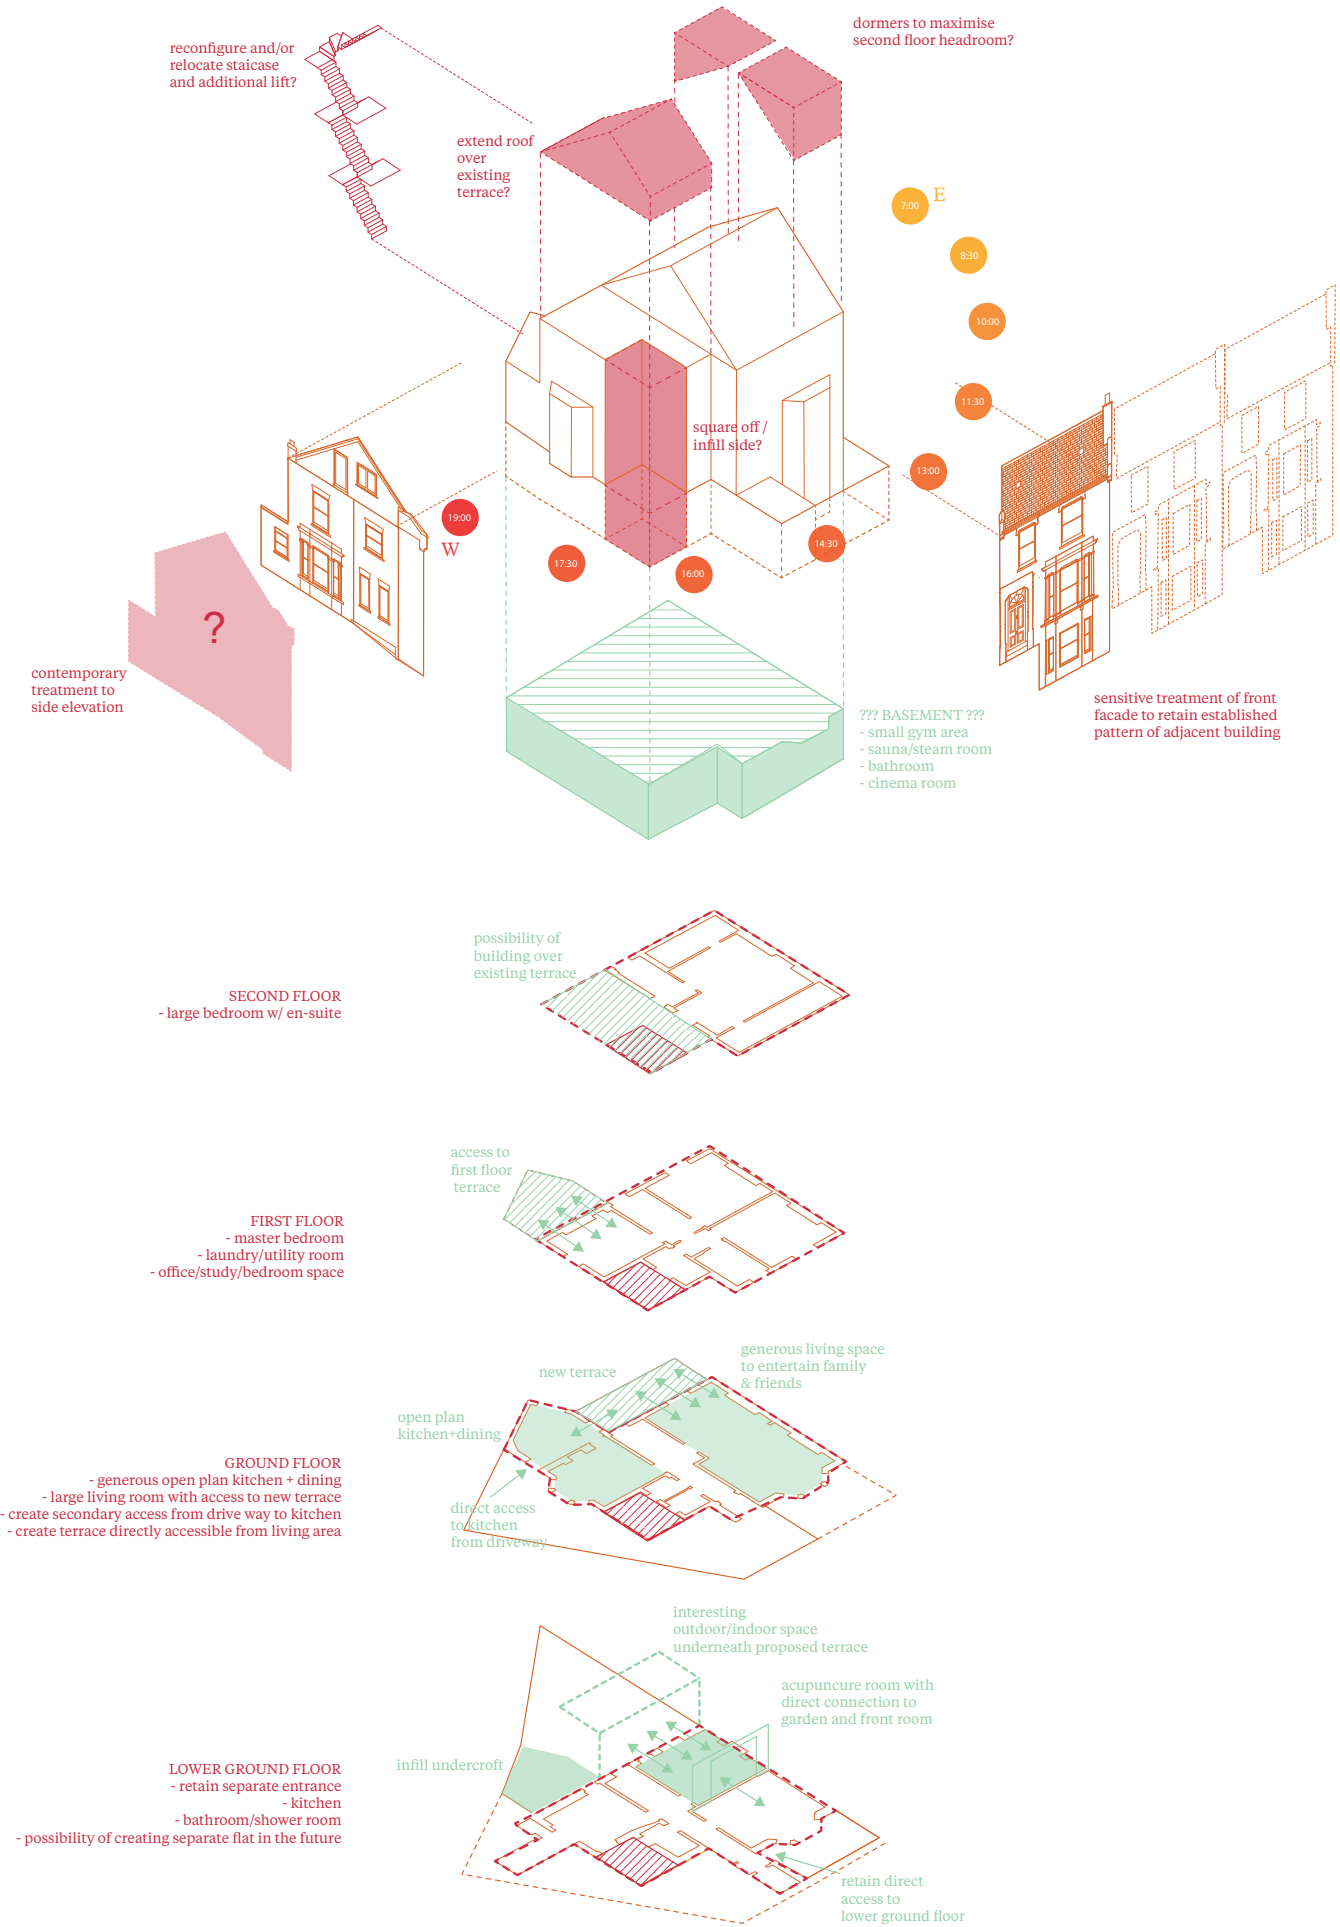 dormers to maximise
second floor headroom?
reconfigure and/or
relocate staicase
and additional lift?
extend roof
over
existing
terrace?
7:00
E
8:30
10:00
11:30
square off /
infill side?
13:00
19:00
W
14:30
17:30
16:00
?
contemporary
treatment to
side elevation
sensitive treatment of front
facade to retain established
pattern of adjacent building
??? BASEMENT ???
- small gym area
- sauna/steam room
- bathroom
- cinema room
possibility of
building over
existing terrace
SECOND FLOOR
- large bedroom w/ en-suite
access to
first floor
terrace
FIRST FLOOR
- master bedroom
- laundry/utility room
- office/study/bedroom space
generous living space
to entertain family
& friends
new terrace
open plan
kitchen+dining
GROUND FLOOR
- generous open plan kitchen + dining
- large living room with access to new terrace
- create secondary access from drive way to kitchen
- create terrace directly accessible from living area
direct access
to kitchen
from driveway
interesting
outdoor/indoor space
underneath proposed terrace
acupuncure room with
direct connection to
garden and front room
infill undercroft
LOWER GROUND FLOOR
- retain separate entrance
- kitchen
- bathroom/shower room
- possibility of creating separate flat in the future
retain direct
access to
lower ground floor